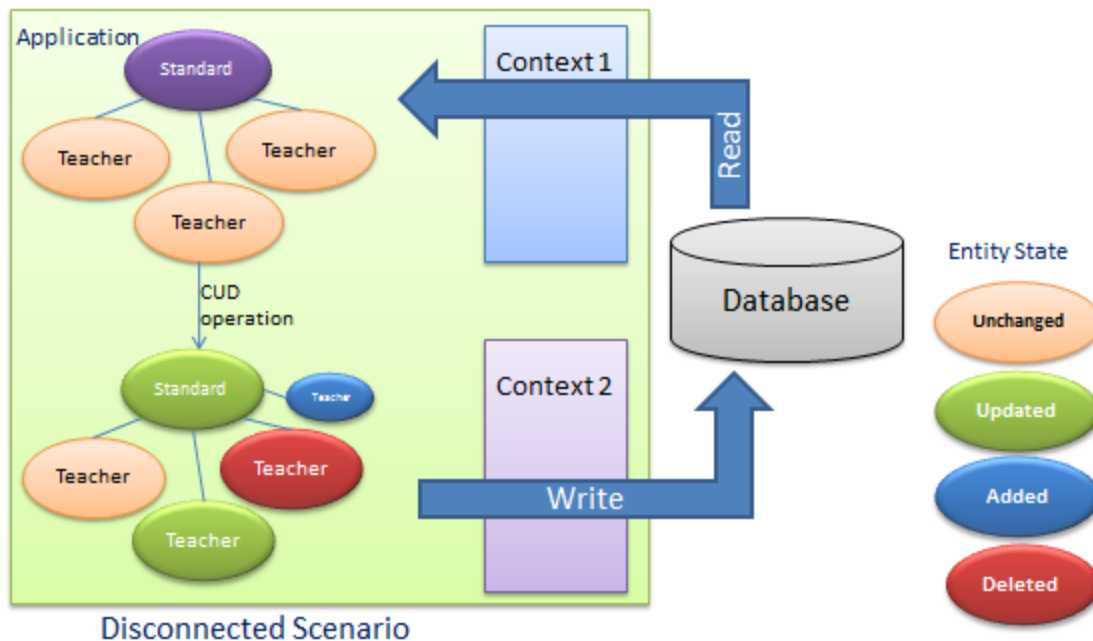 Application
Standard
Context 1
Teacher
Teacher
Teacher
Read
CUD
operation
Database
Entity State
Unchanged
Standard
Teacher
Context 2
Updated
Teacher
Teacher
Write
Added
Teacher
Deleted
Disconnected Scenario